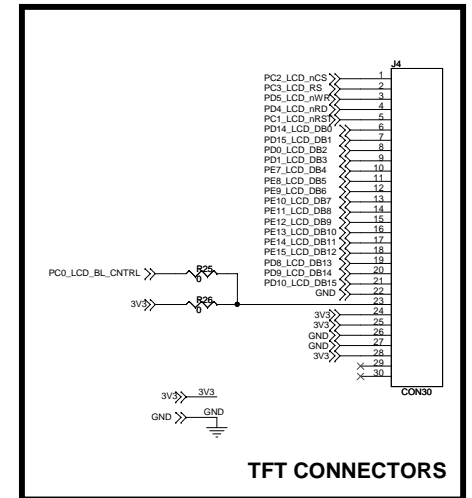 J4
PC2_LCD_nCS 1
PC3_LCD_RS 2
PD5_LCD_nWR 3
PD4_LCD_nRD 4
PC1_LCD_nRST 5
PD14_LCD_DB0 6
PD15_LCD_DB1 7
PD0_LCD_DB2 8
PD1_LCD_DB3 9
PE7_LCD_DB4 10
PE8_LCD_DB5 11
PE9_LCD_DB6 12
PE10_LCD_DB7 13
PE11_LCD_DB8 14
PE12_LCD_DB9 15
PE13_LCD_DB10 16
PE14_LCD_DB11 17
PE15_LCD_DB12 18
PD8_LCD_DB13 19
PD9_LCD_DB14 20
PD10_LCD_DB15 21
GND 22
23
3V3 24
3V3 25
GND 26
GND 27
3V3 28
29
30
CON30
PC0_LCD_BL_CNTRL R25
0
3V3 R26
0
3V3 3V3
GND GND
TFT CONNECTORS